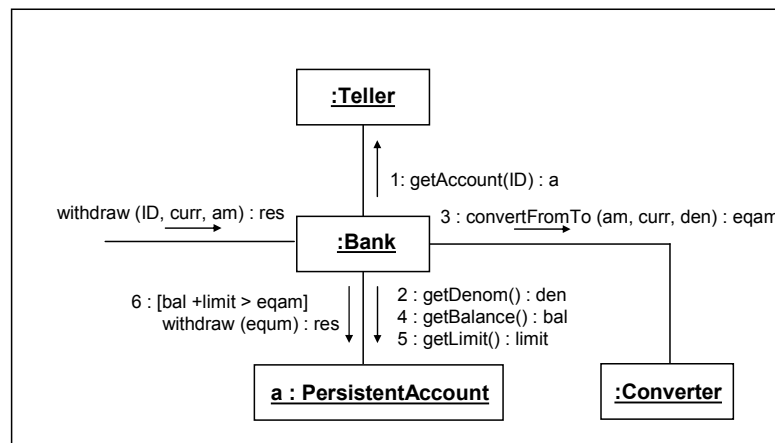 :Teller
1: getAccount(ID) : a
withdraw (ID, curr, am) : res
3 : convertFromTo (am, curr, den) : eqam
:Bank
6 : [bal +limit > eqam]
withdraw (equm) : res
2 : getDenom() : den
4 : getBalance() : bal
5 : getLimit() : limit
a : PersistentAccount
:Converter